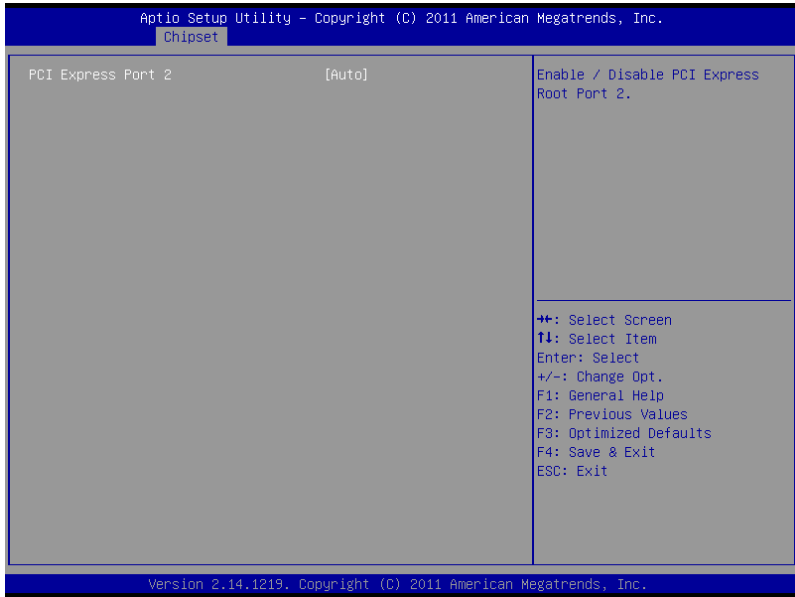 Aptio Setup Utility – Copyright (C) 2011 American Megatrends, Inc.
Chipset
PCI Express Port 2 [Auto]
Enable / Disable PCI Express
Root Port 2.
→←: Select Screen
↑↓: Select Item
Enter: Select
+/-: Change Opt.
F1: General Help
F2: Previous Values
F3: Optimized Defaults
F4: Save & Exit
ESC: Exit
Version 2.14.1219. Copyright (C) 2011 American Megatrends, Inc.